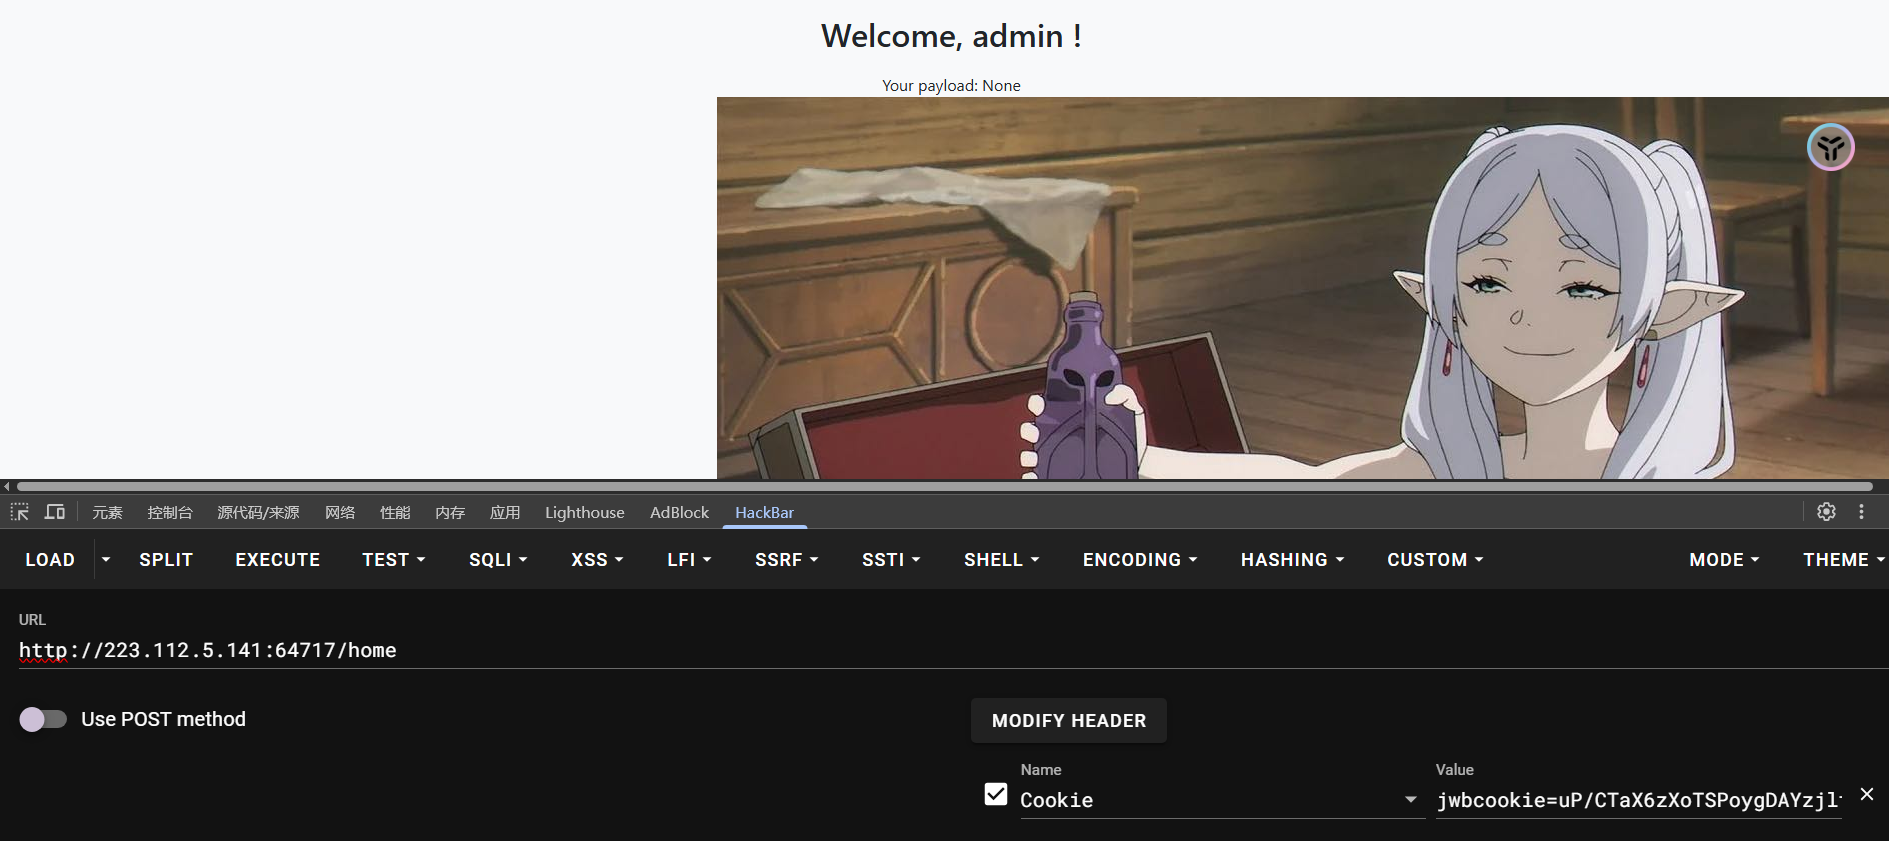 Welcome, admin !
Your payload: None
元素 控制台 源代码/来源 网络 性能 内存 应用 Lighthouse AdBlock HackBar
LOAD SPLIT EXECUTE TEST SQLI XSS LFI SSRF SSTI SHELL ENCODING HASHING CUSTOM MODE THEME
URL
http://223.112.5.141:64717/home
Use POST method
MODIFY HEADER
Name Value
Cookie jwbcookie=uP/CTaX6zXoTSPoygDAYzjl